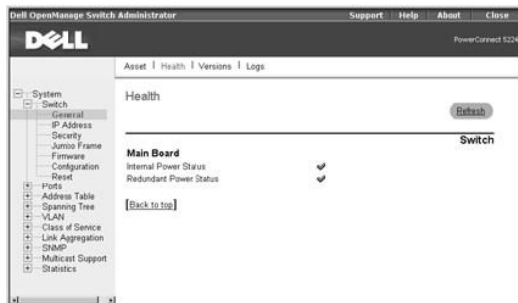 Dell OpenManage Switch Administrator Support Help About Close
DELL
PowerConnect 5224
Asset | Health | Versions | Logs
System
Switch
General
IP Address
Security
Jumbo Frame
Firmware
Configuration
Reset
Ports
Address Table
Spanning Tree
VLAN
Class of Service
Link Aggregation
SNMP
Multicast Support
Statistics
Health
Refresh
Switch
Main Board
Internal Power Status
Redundant Power Status
[Back to top]